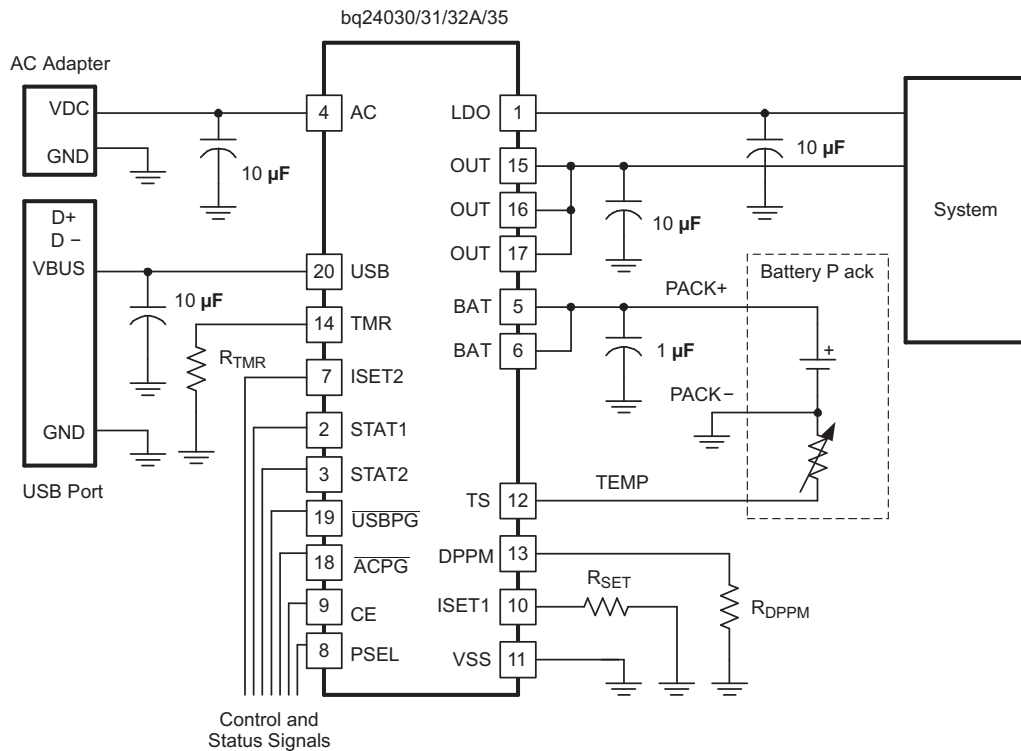 bq24030/31/32A/35
AC Adapter
VDC
GND
10 µF
4
AC
D+
D −
VBUS
GND
USB Port
10 µF
R_TMR
20
USB
14
TMR
7
ISET2
2
STAT1
3
STAT2
19
USBPG
18
ACPG
9
CE
8
PSEL
Control and
Status Signals
LDO
1
OUT
15
OUT
16
OUT
17
BAT
5
BAT
6
TS
12
DPPM
13
ISET1
10
VSS
11
10 µF
10 µF
System
Battery P ack
PACK+
+
1 µF
PACK−
TEMP
R_SET
R_DPPM